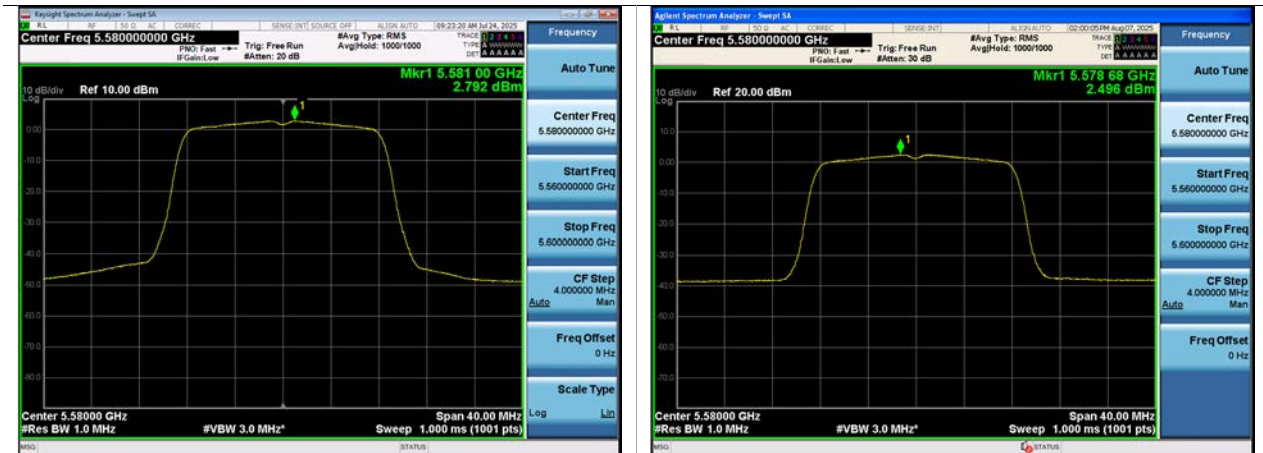 Keysight Spectrum Analyzer - Swept SA
RL RF 50 Ω AC CORREC SENSE:INT SOURCE OFF ALIGN AUTO 09:23:20 AM Jul 24, 2025
Center Freq 5.580000000 GHz
PNO: Fast
IFGain:Low
Trig: Free Run
#Atten: 20 dB
#Avg Type: RMS
Avg|Hold: 1000/1000
TRACE 1 2 3 4 5 6
TYPE A WWWWW
DET A A A A A A
Mkr1 5.581 00 GHz
2.792 dBm
10 dB/div Ref 10.00 dBm
Log
1
0.00
-10.0
-20.0
-30.0
-40.0
-50.0
-60.0
-70.0
-80.0
Center 5.58000 GHz
Span 40.00 MHz
#Res BW 1.0 MHz
#VBW 3.0 MHz*
Sweep 1.000 ms (1001 pts)
MSG
STATUS
Frequency
Auto Tune
Center Freq
5.580000000 GHz
Start Freq
5.560000000 GHz
Stop Freq
5.600000000 GHz
CF Step
4.000000 MHz
Auto Man
Freq Offset
0 Hz
Scale Type
Log Lin
Agilent Spectrum Analyzer - Swept SA
RL RF 50 Ω AC CORREC SENSE:INT ALIGN AUTO 02:00:05 PM Aug 07, 2025
Center Freq 5.580000000 GHz
PNO: Fast
IFGain:Low
Trig: Free Run
#Atten: 30 dB
#Avg Type: RMS
Avg|Hold: 1000/1000
TRACE 1 2 3 4 5 6
TYPE A WWWWW
DET A A A A A A
Mkr1 5.578 68 GHz
2.496 dBm
10 dB/div Ref 20.00 dBm
Log
1
10.0
0.00
-10.0
-20.0
-30.0
-40.0
-60.0
-70.0
Center 5.58000 GHz
Span 40.00 MHz
#Res BW 1.0 MHz
#VBW 3.0 MHz*
Sweep 1.000 ms (1001 pts)
MSG
STATUS
Frequency
Auto Tune
Center Freq
5.580000000 GHz
Start Freq
5.560000000 GHz
Stop Freq
5.600000000 GHz
CF Step
4.000000 MHz
Auto Man
Freq Offset
0 Hz